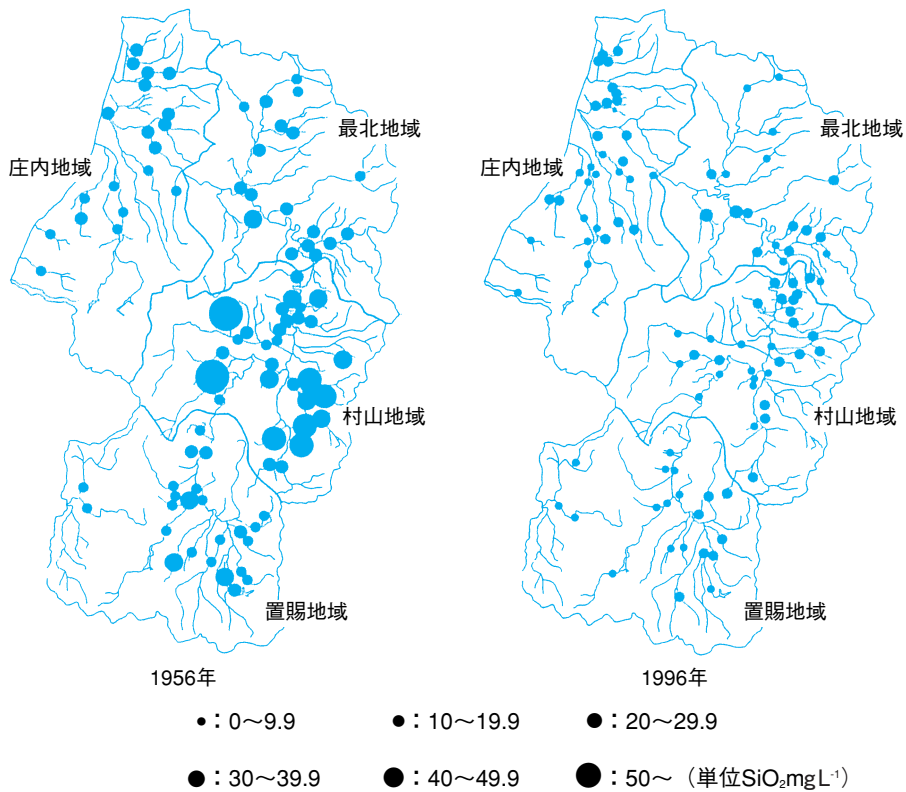 最北地域
庄内地域
村山地域
置賜地域
1956年
最北地域
庄内地域
村山地域
置賜地域
1996年
：0〜9.9
：10〜19.9
：20〜29.9
：30〜39.9
：40〜49.9
：50〜（単位SiO₂mgL⁻¹）